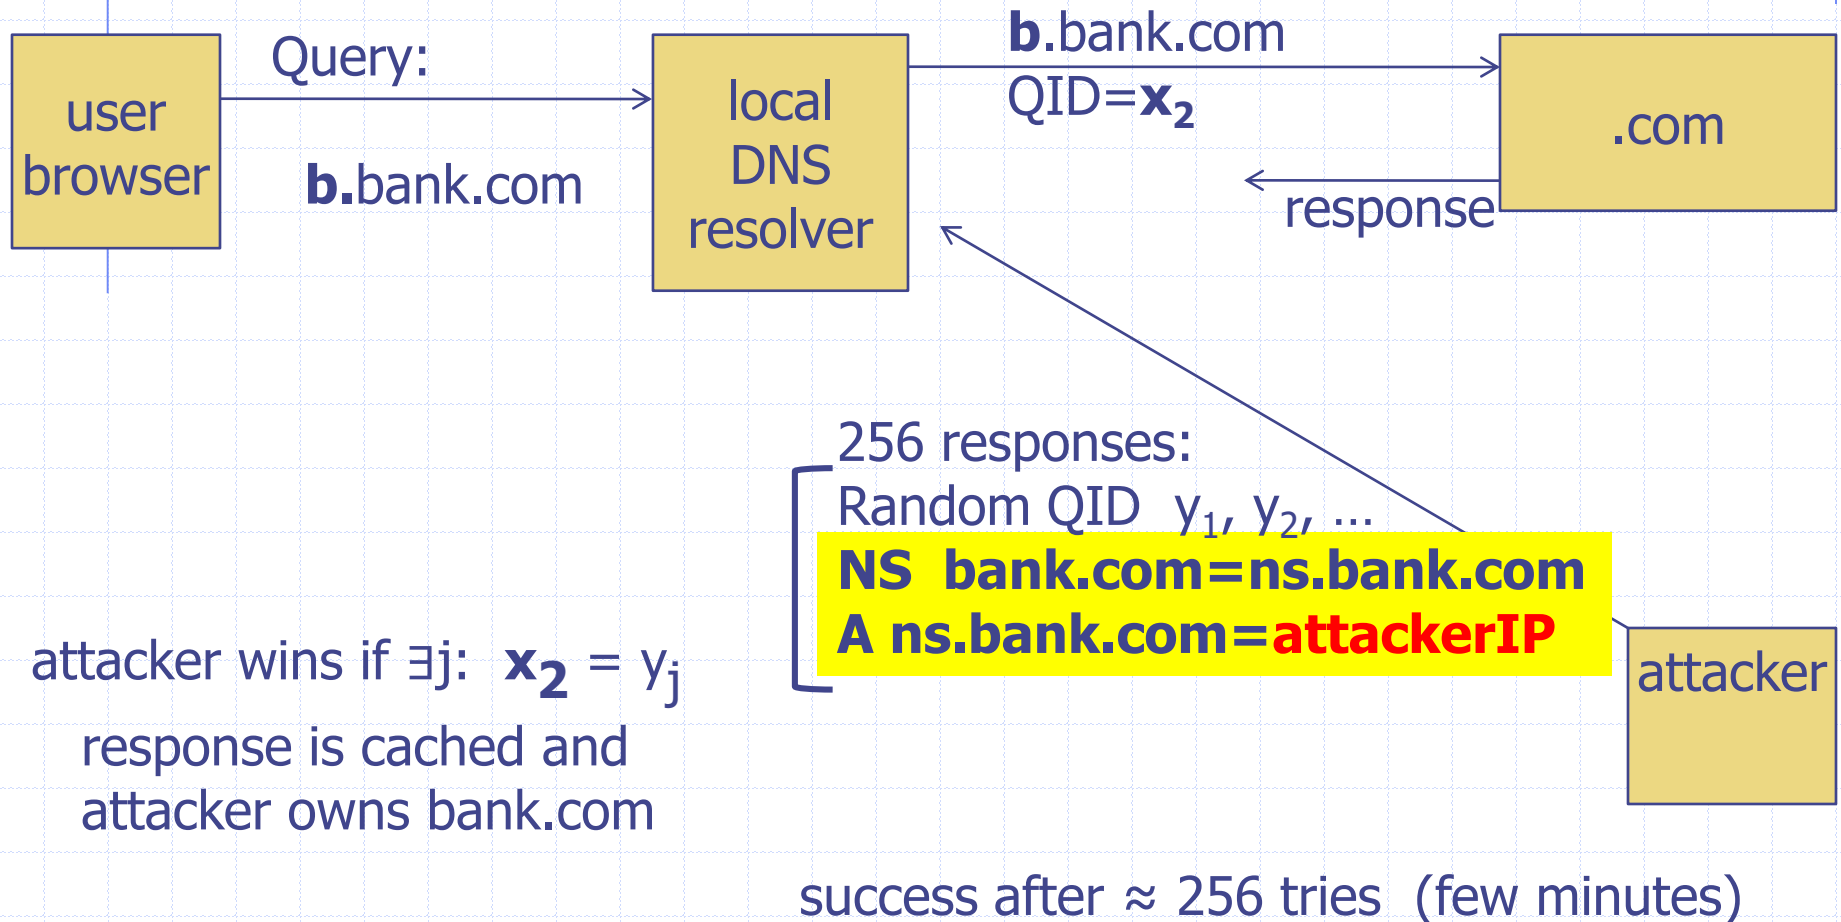 user
browser
Query:
b.bank.com
local
DNS
resolver
b.bank.com
QID=x₂
.com
response
256 responses:
Random QID y₁, y₂, …
NS bank.com=ns.bank.com
A ns.bank.com=attackerIP
attacker
attacker wins if ∃j: x₂ = yⱼ
response is cached and
attacker owns bank.com
success after ≈ 256 tries (few minutes)